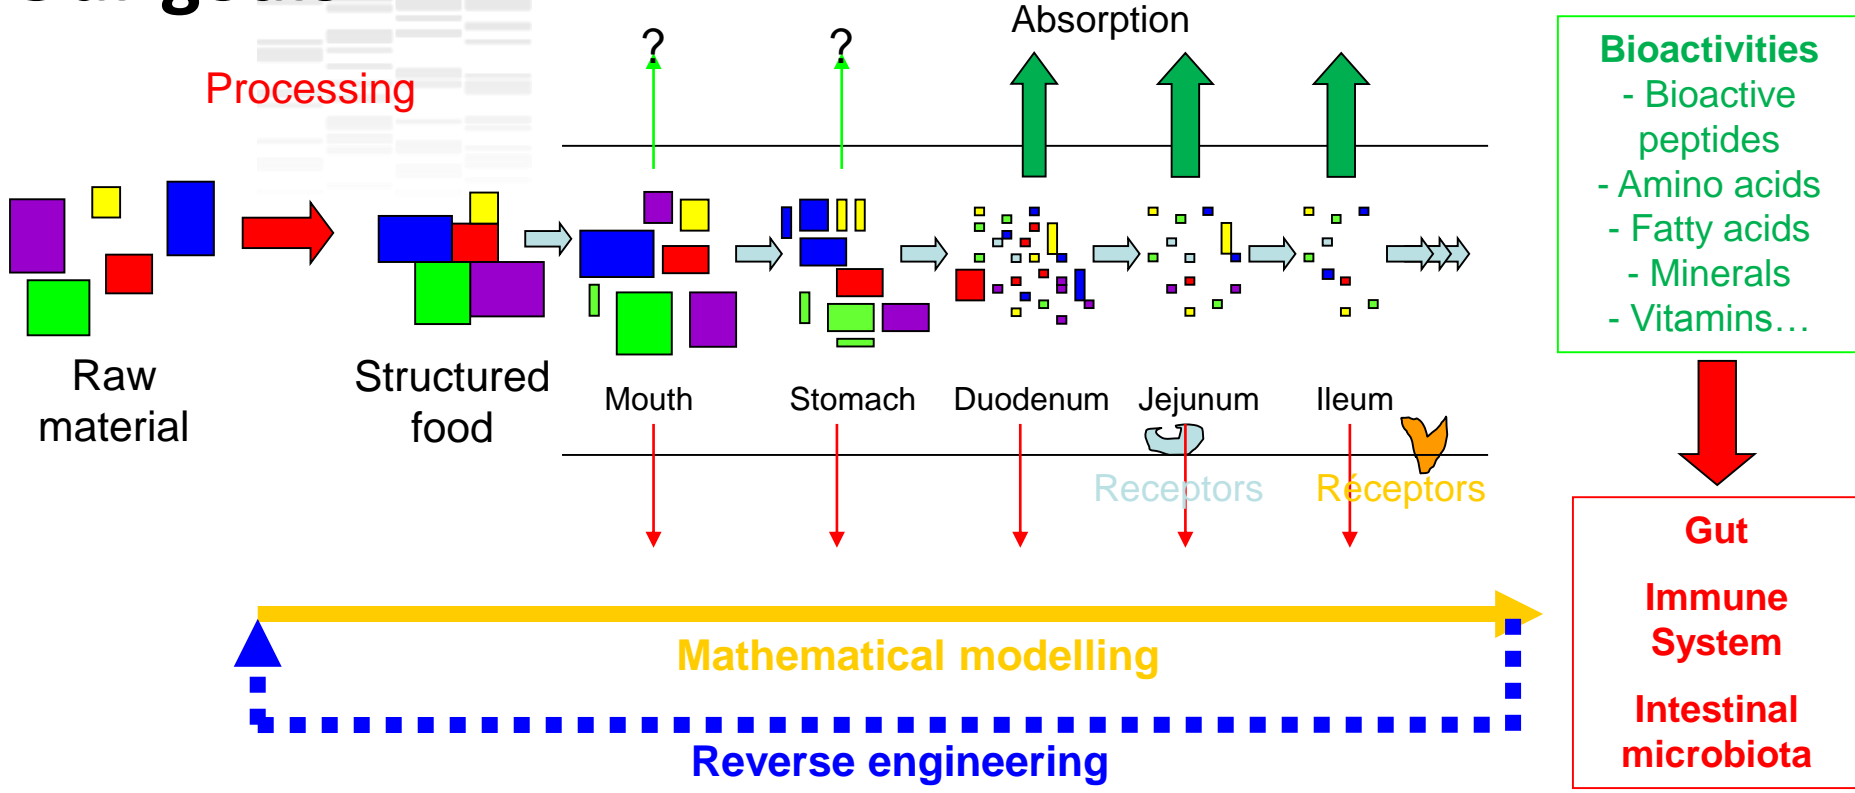 Absorption
?
?
Processing
Raw
material
Structured
food
Mouth
Stomach
Duodenum
Jejunum
Ileum
Receptors
Réceptors
Mathematical modelling
Reverse engineering
Bioactivities
- Bioactive
peptides
- Amino acids
- Fatty acids
- Minerals
- Vitamins…
Gut
Immune
System
Intestinal
microbiota